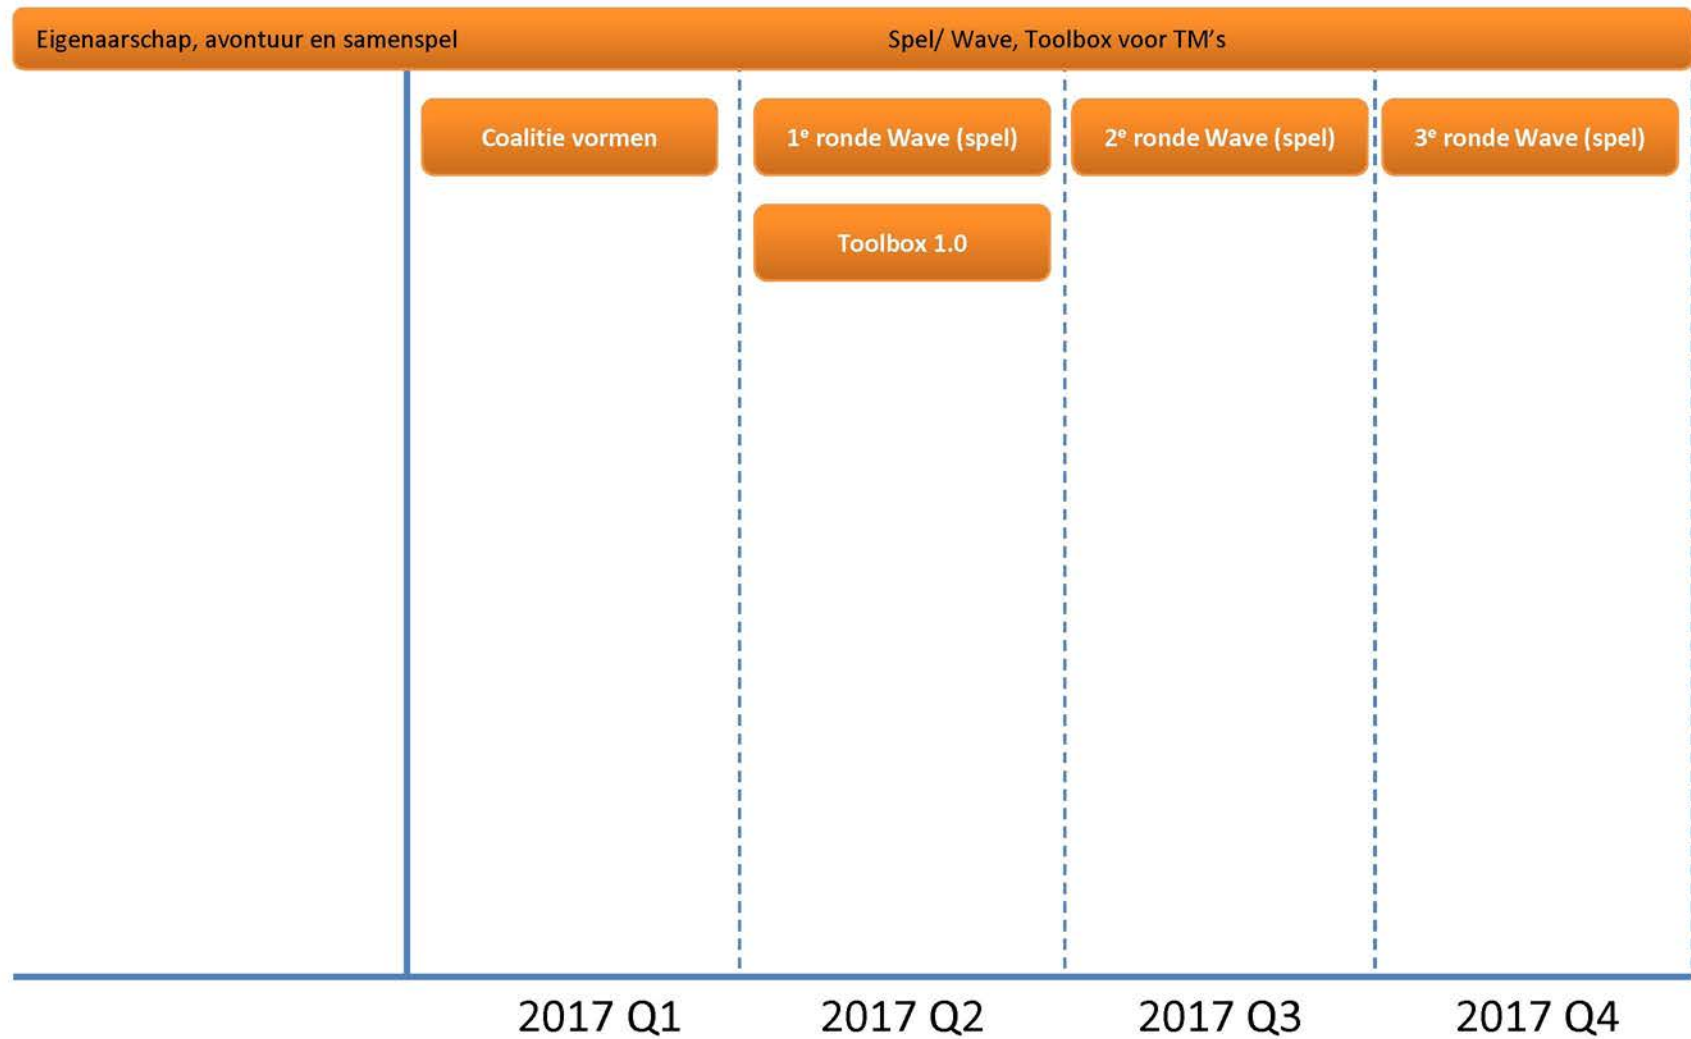 Eigenaarschap, avontuur en samenspel
Spel/ Wave, Toolbox voor TM's
Coalitie vormen
1e ronde Wave (spel)
2e ronde Wave (spel)
3e ronde Wave (spel)
Toolbox 1.0
2017 Q1
2017 Q2
2017 Q3
2017 Q4